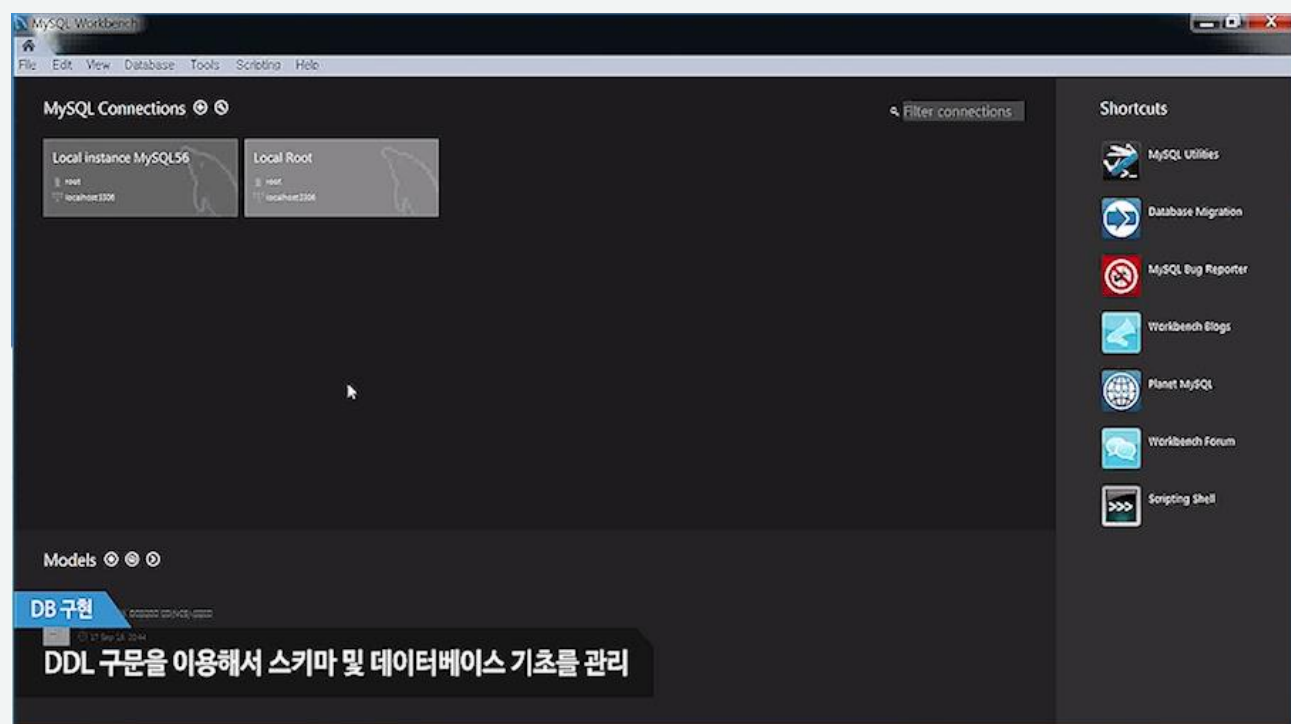 MySQL Workbench
File Edit View Database Tools Scripting Help
MySQL Connections
Filter connections
Local instance MySQL56
root
localhost:3306
Local Root
root
localhost:3306
Shortcuts
MySQL Utilities
Database Migration
MySQL Bug Reporter
Workbench Blogs
Planet MySQL
Workbench Forum
Scripting Shell
Models
DB 구현
DDL 구문을 이용해서 스키마 및 데이터베이스 기초를 관리